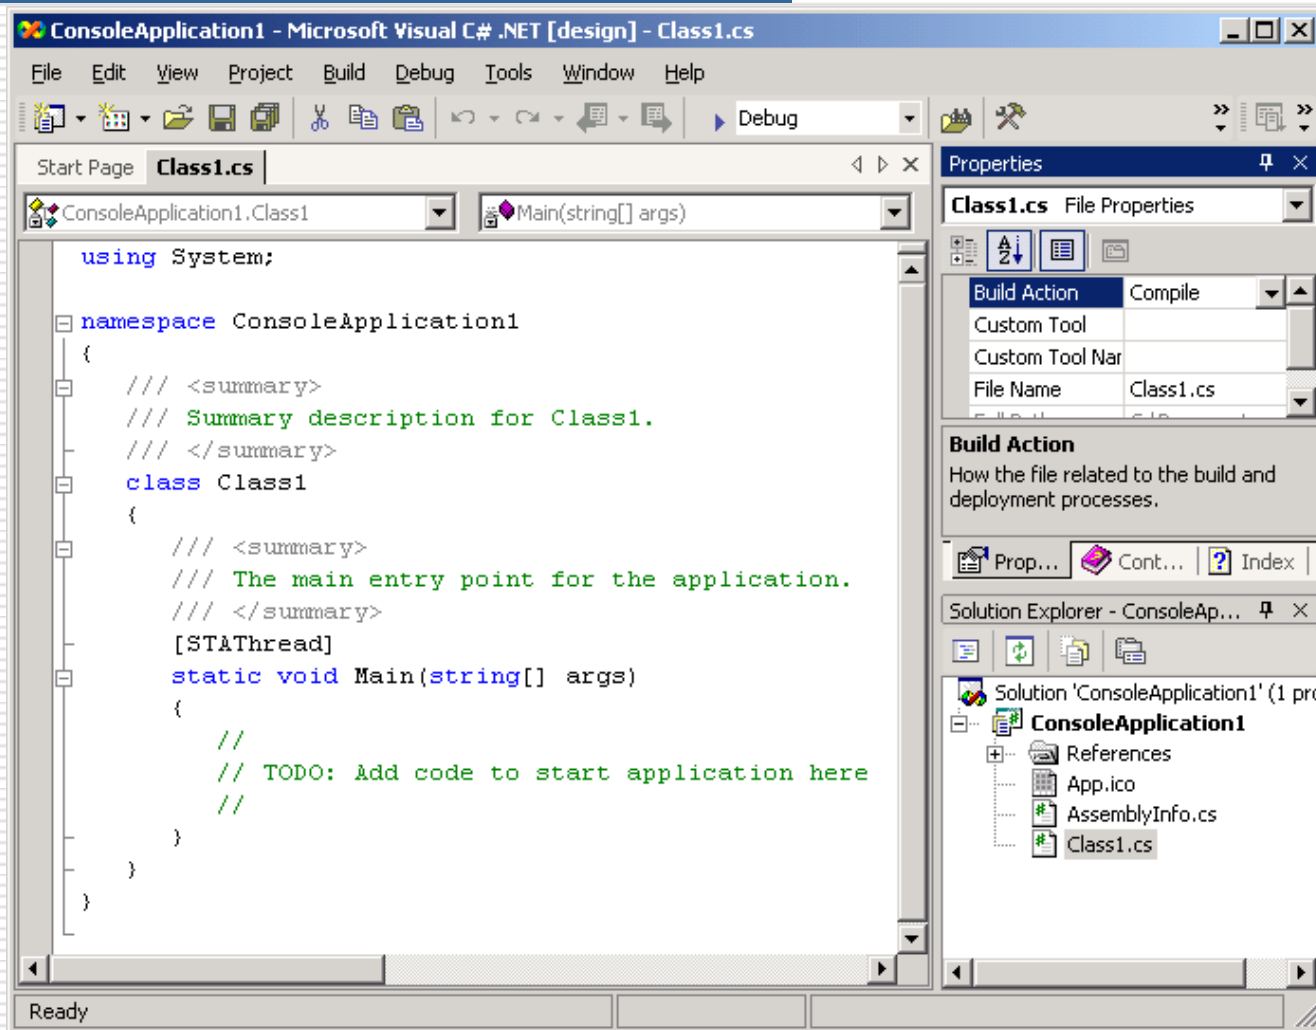 ConsoleApplication1 - Microsoft Visual C# .NET [design] - Class1.cs
File Edit View Project Build Debug Tools Window Help
Debug
Start Page Class1.cs
ConsoleApplication1.Class1 Main(string[] args)
using System;
namespace ConsoleApplication1
{
/// <summary>
/// Summary description for Class1.
/// </summary>
class Class1
{
/// <summary>
/// The main entry point for the application.
/// </summary>
[STAThread]
static void Main(string[] args)
{
//
// TODO: Add code to start application here
//
}
}
}
Properties
Class1.cs File Properties
Build Action Compile
Custom Tool
Custom Tool Nar
File Name Class1.cs
Build Action
How the file related to the build and
deployment processes.
Prop... Cont... Index
Solution Explorer - ConsoleAp...
Solution 'ConsoleApplication1' (1 pro
ConsoleApplication1
References
App.ico
AssemblyInfo.cs
Class1.cs
Ready